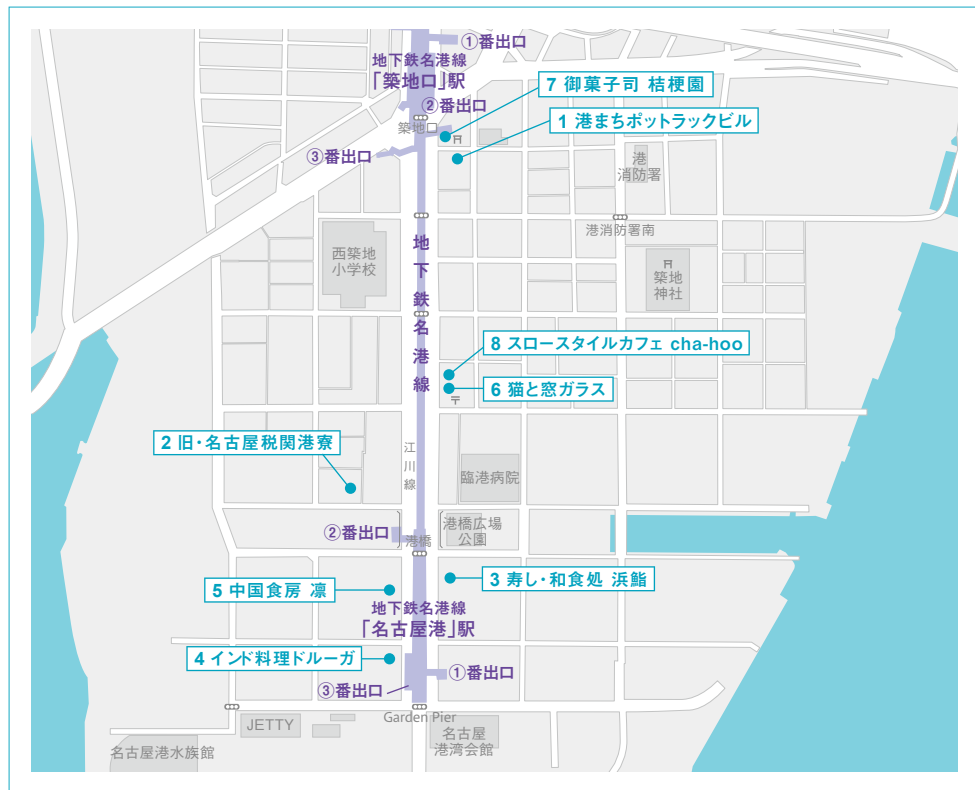 ①番出口
地下鉄名港線
「築地口」駅
7 御菓子司 桔梗園
②番出口
1 港まちポットラックビル
築地口
③番出口
港
消防署
港消防署南
西築地
小学校
地下鉄名港線
築地
神社
8 スロースタイルカフェ cha-hoo
6 猫と窓ガラス
〒
2 旧・名古屋税関港寮
江川線
臨港病院
②番出口
港橋
港橋広場
公園
3 寿し・和食処 浜鮨
5 中国食房 凛
地下鉄名港線
「名古屋港」駅
4 インド料理ドルーガ
①番出口
③番出口
Garden Pier
JETTY
名古屋
港湾会館
名古屋港水族館